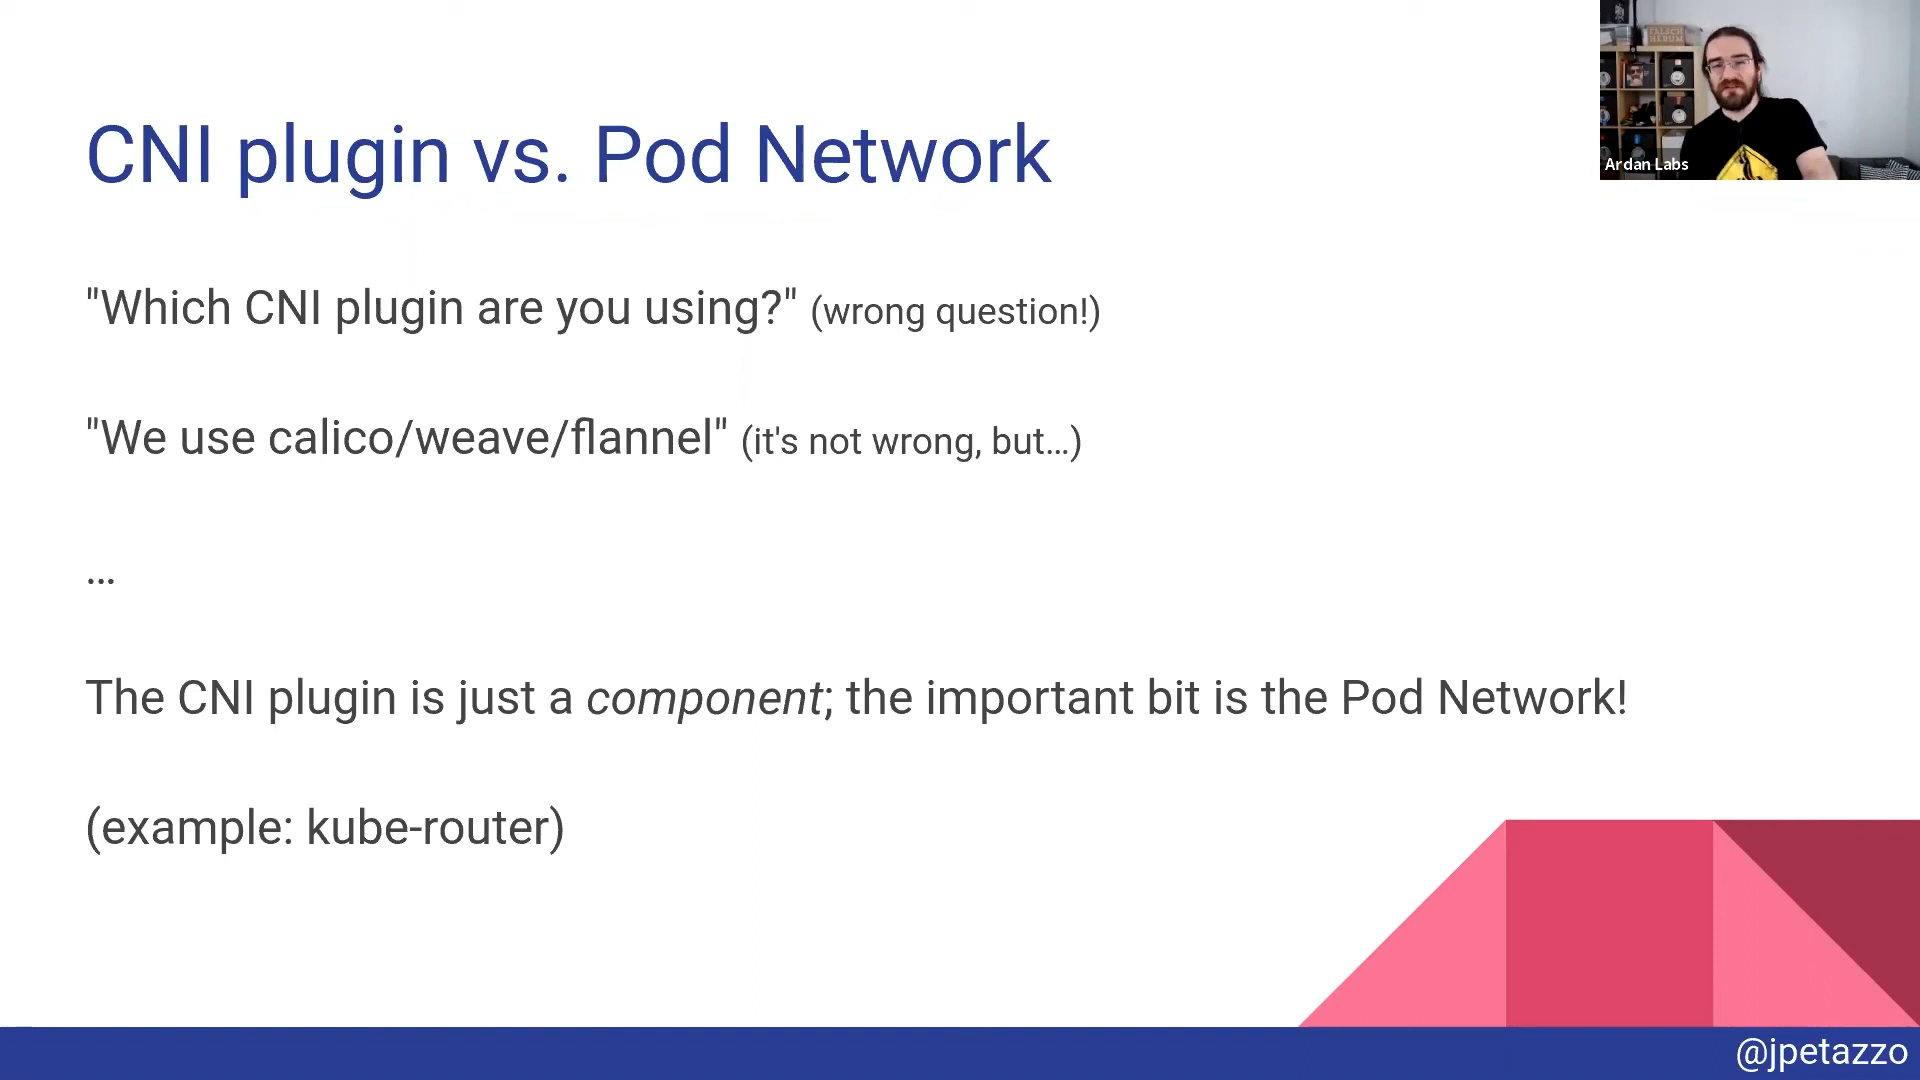 CNI plugin vs. Pod Network
"Which CNI plugin are you using?" (wrong question!)
"We use calico/weave/flannel" (it's not wrong, but…)
…
The CNI plugin is just a component; the important bit is the Pod Network!
(example: kube-router)
@jpetazzo
Ardan Labs